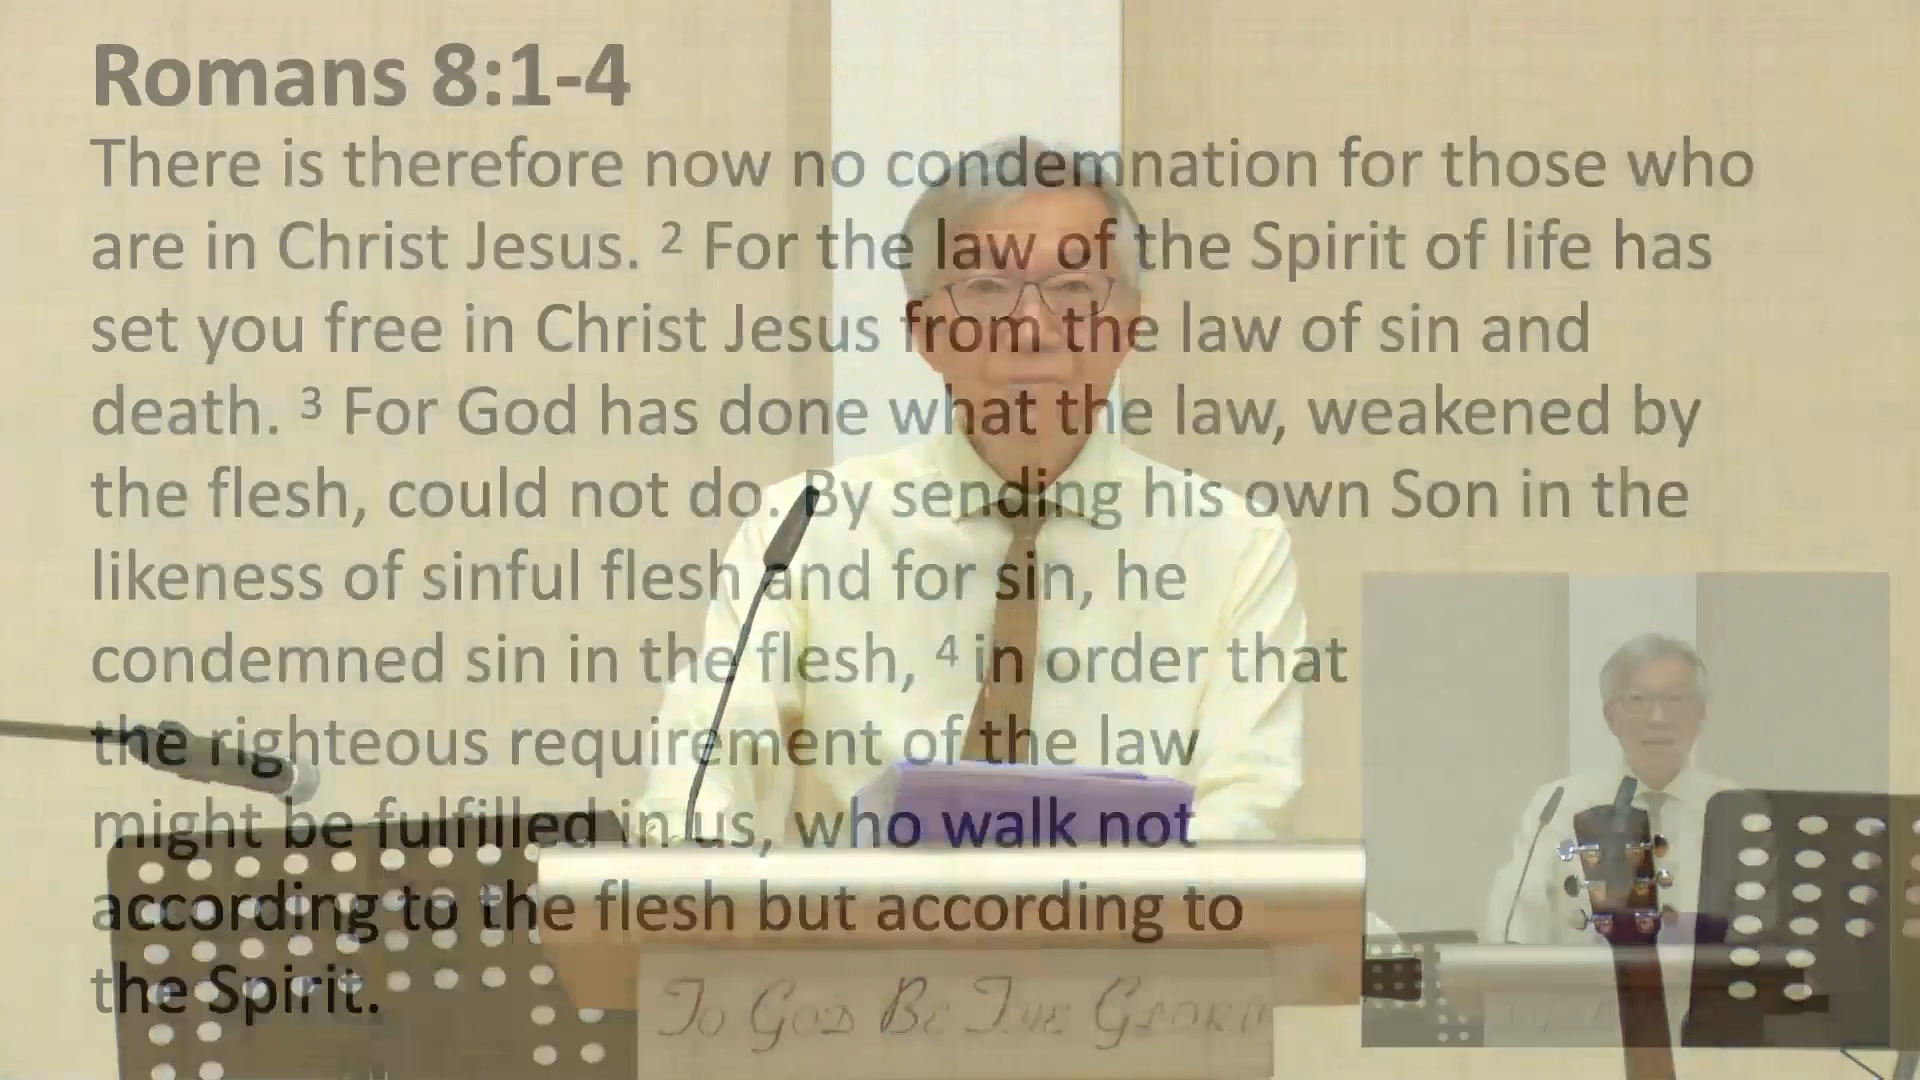 Romans 8:1-4
There is therefore now no condemnation for those who
are in Christ Jesus. ² For the law of the Spirit of life has
set you free in Christ Jesus from the law of sin and
death. ³ For God has done what the law, weakened by
the flesh, could not do. By sending his own Son in the
likeness of sinful flesh and for sin, he
condemned sin in the flesh, ⁴ in order that
the righteous requirement of the law
might be fulfilled in us, who walk not
according to the flesh but according to
the Spirit.
To God Be The Glory